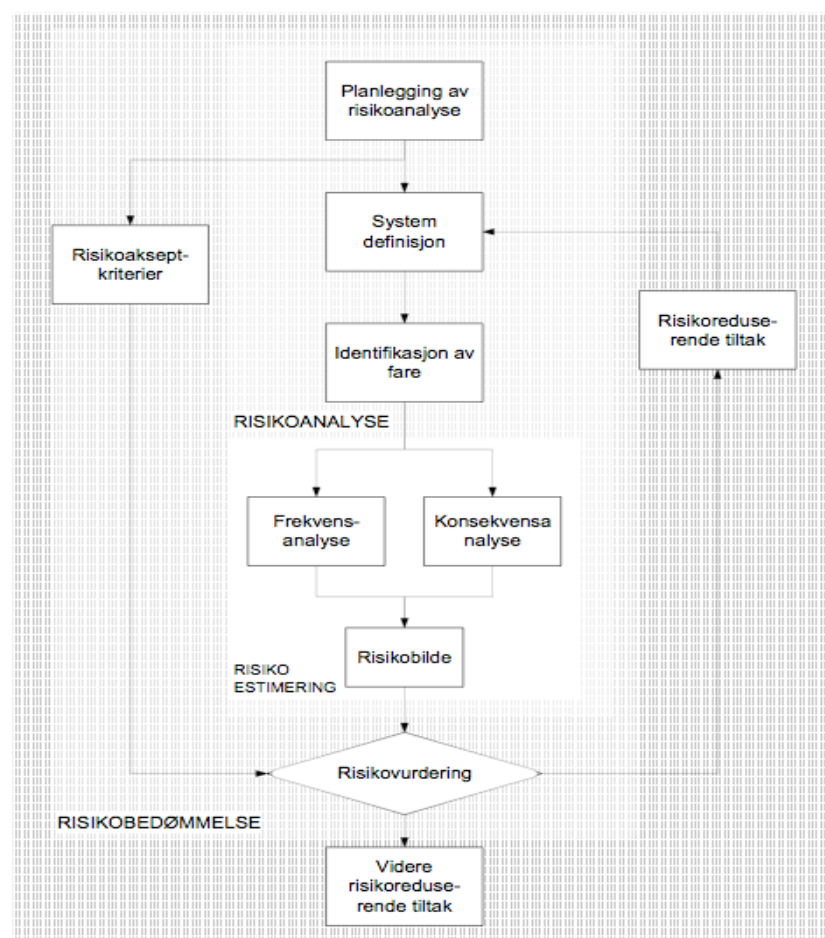 Planlegging av
risikoanalyse
System
definisjon
Risikoaksept-
kriterier
Risikoreduse-
rende tiltak
Identifikasjon av
fare
RISIKOANALYSE
Frekvens-
analyse
Konsekvensa
nalyse
Risikobilde
RISIKO
ESTIMERING
Risikovurdering
RISIKOBEDØMMELSE
Videre
risikoreduse-
rende tiltak